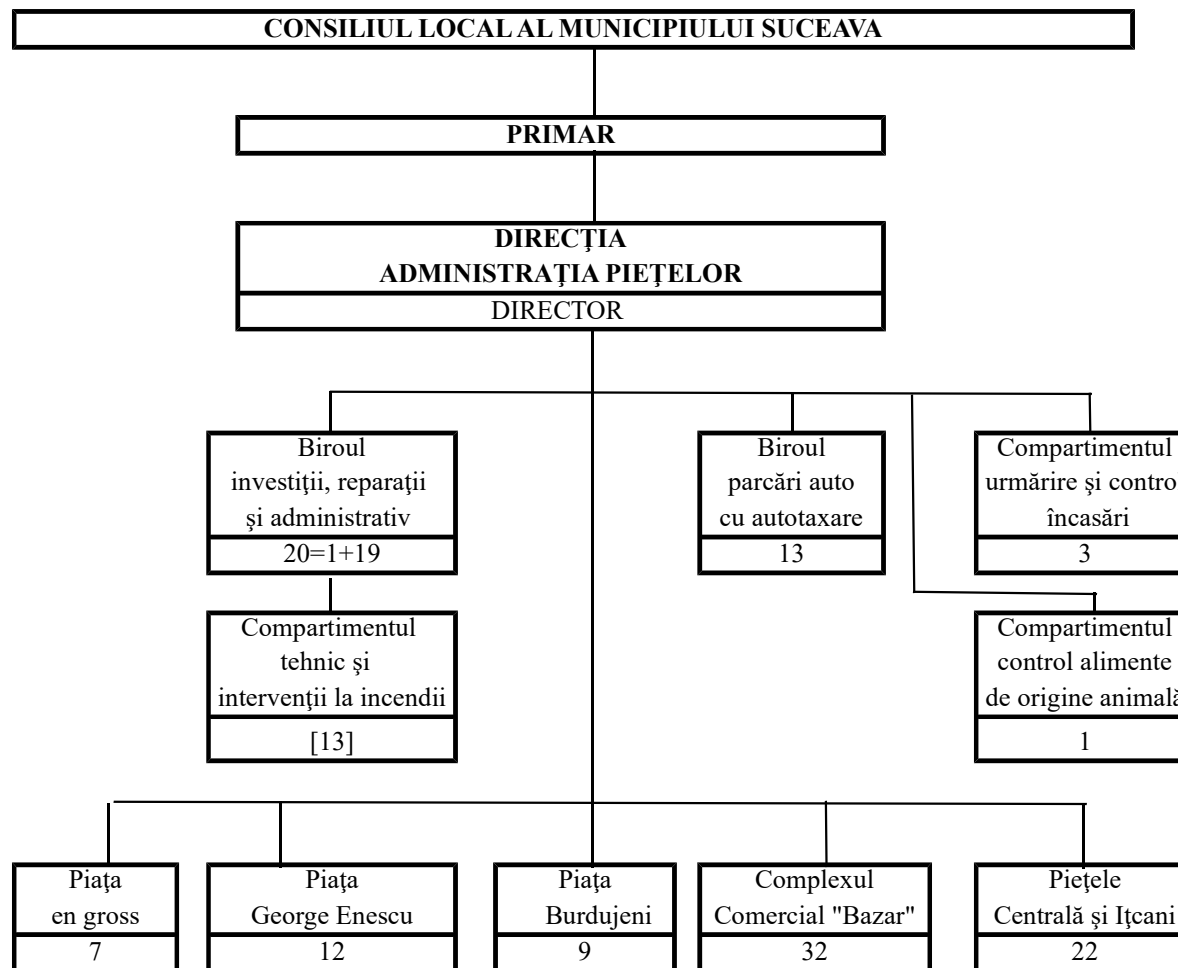 CONSILIUL LOCAL AL MUNICIPIULUI SUCEAVA
PRIMAR
DIRECŢIA
ADMINISTRAŢIA PIEŢELOR
DIRECTOR
Biroul
investiţii, reparaţii
şi administrativ
20=1+19
Biroul
parcări auto
cu autotaxare
13
Compartimentul
urmărire şi control
încasări
3
Compartimentul
tehnic şi
intervenţii la incendii
[13]
Compartimentul
control alimente
de origine animală
1
Piaţa
en gross
7
Piaţa
George Enescu
12
Piaţa
Burdujeni
9
Complexul
Comercial "Bazar"
32
Pieţele
Centrală şi Iţcani
22